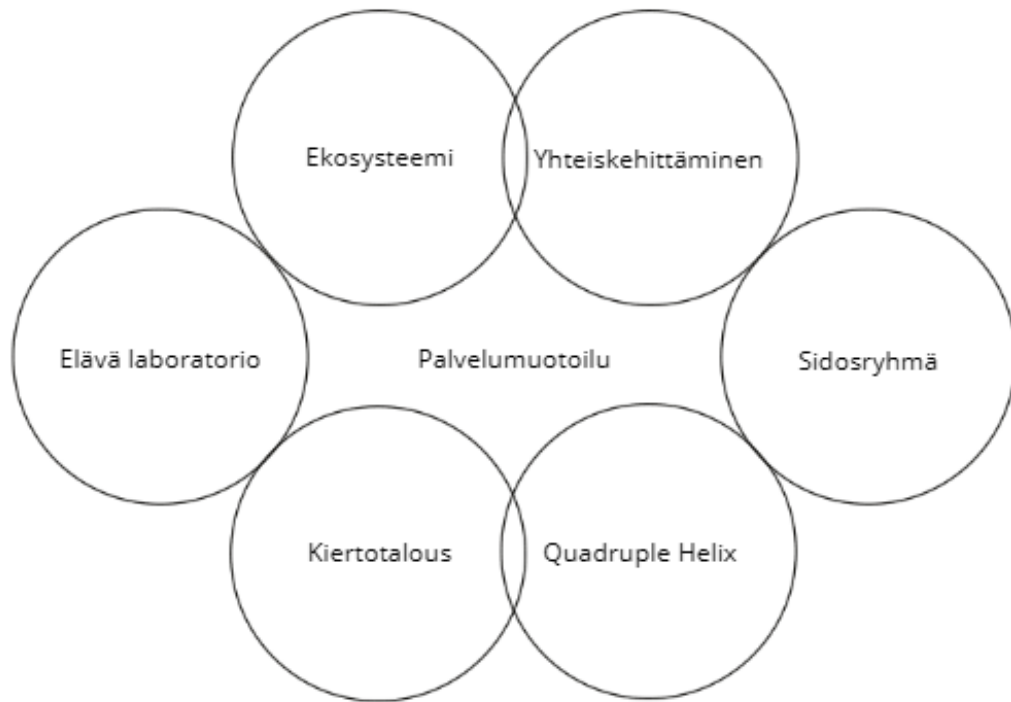 Ekosysteemi
Yhteiskehittäminen
Elävä laboratorio
Palvelumuotoilu
Sidosryhmä
Kiertotalous
Quadruple Helix